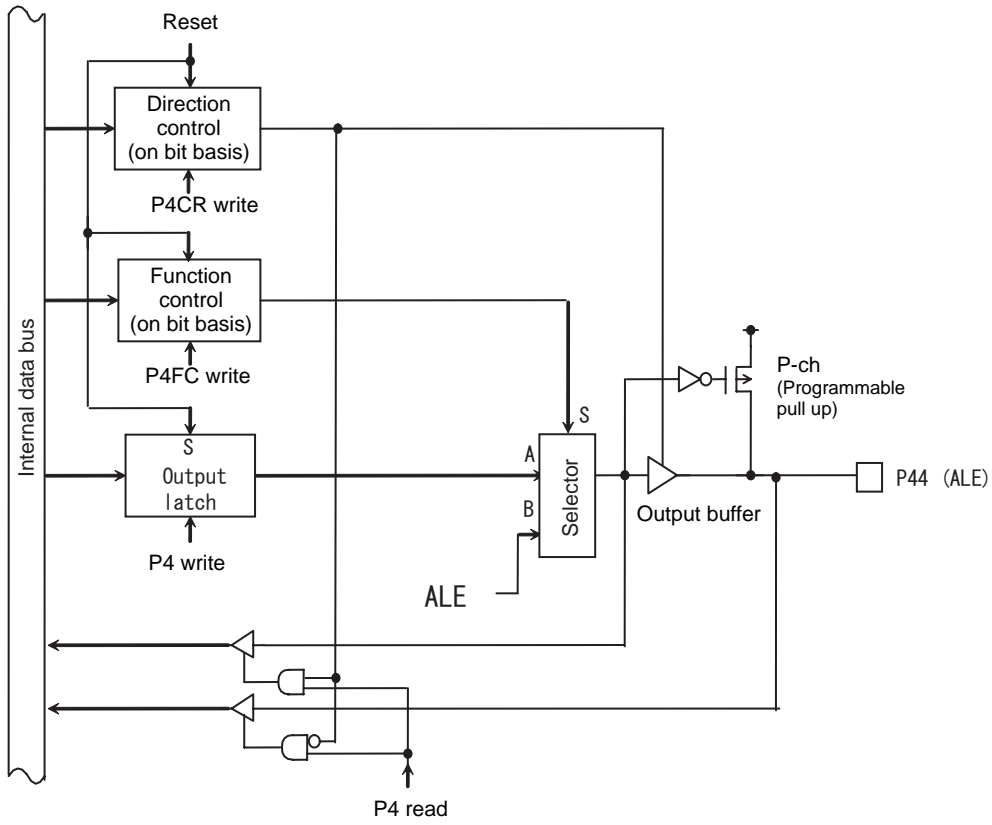 Reset
Direction
control
(on bit basis)
P4CR write
Function
control
(on bit basis)
P4FC write
Internal data bus
S
Output
latch
P4 write
S
A
B
Selector
ALE
Output buffer
P-ch
(Programmable
pull up)
P44 (ALE)
P4 read